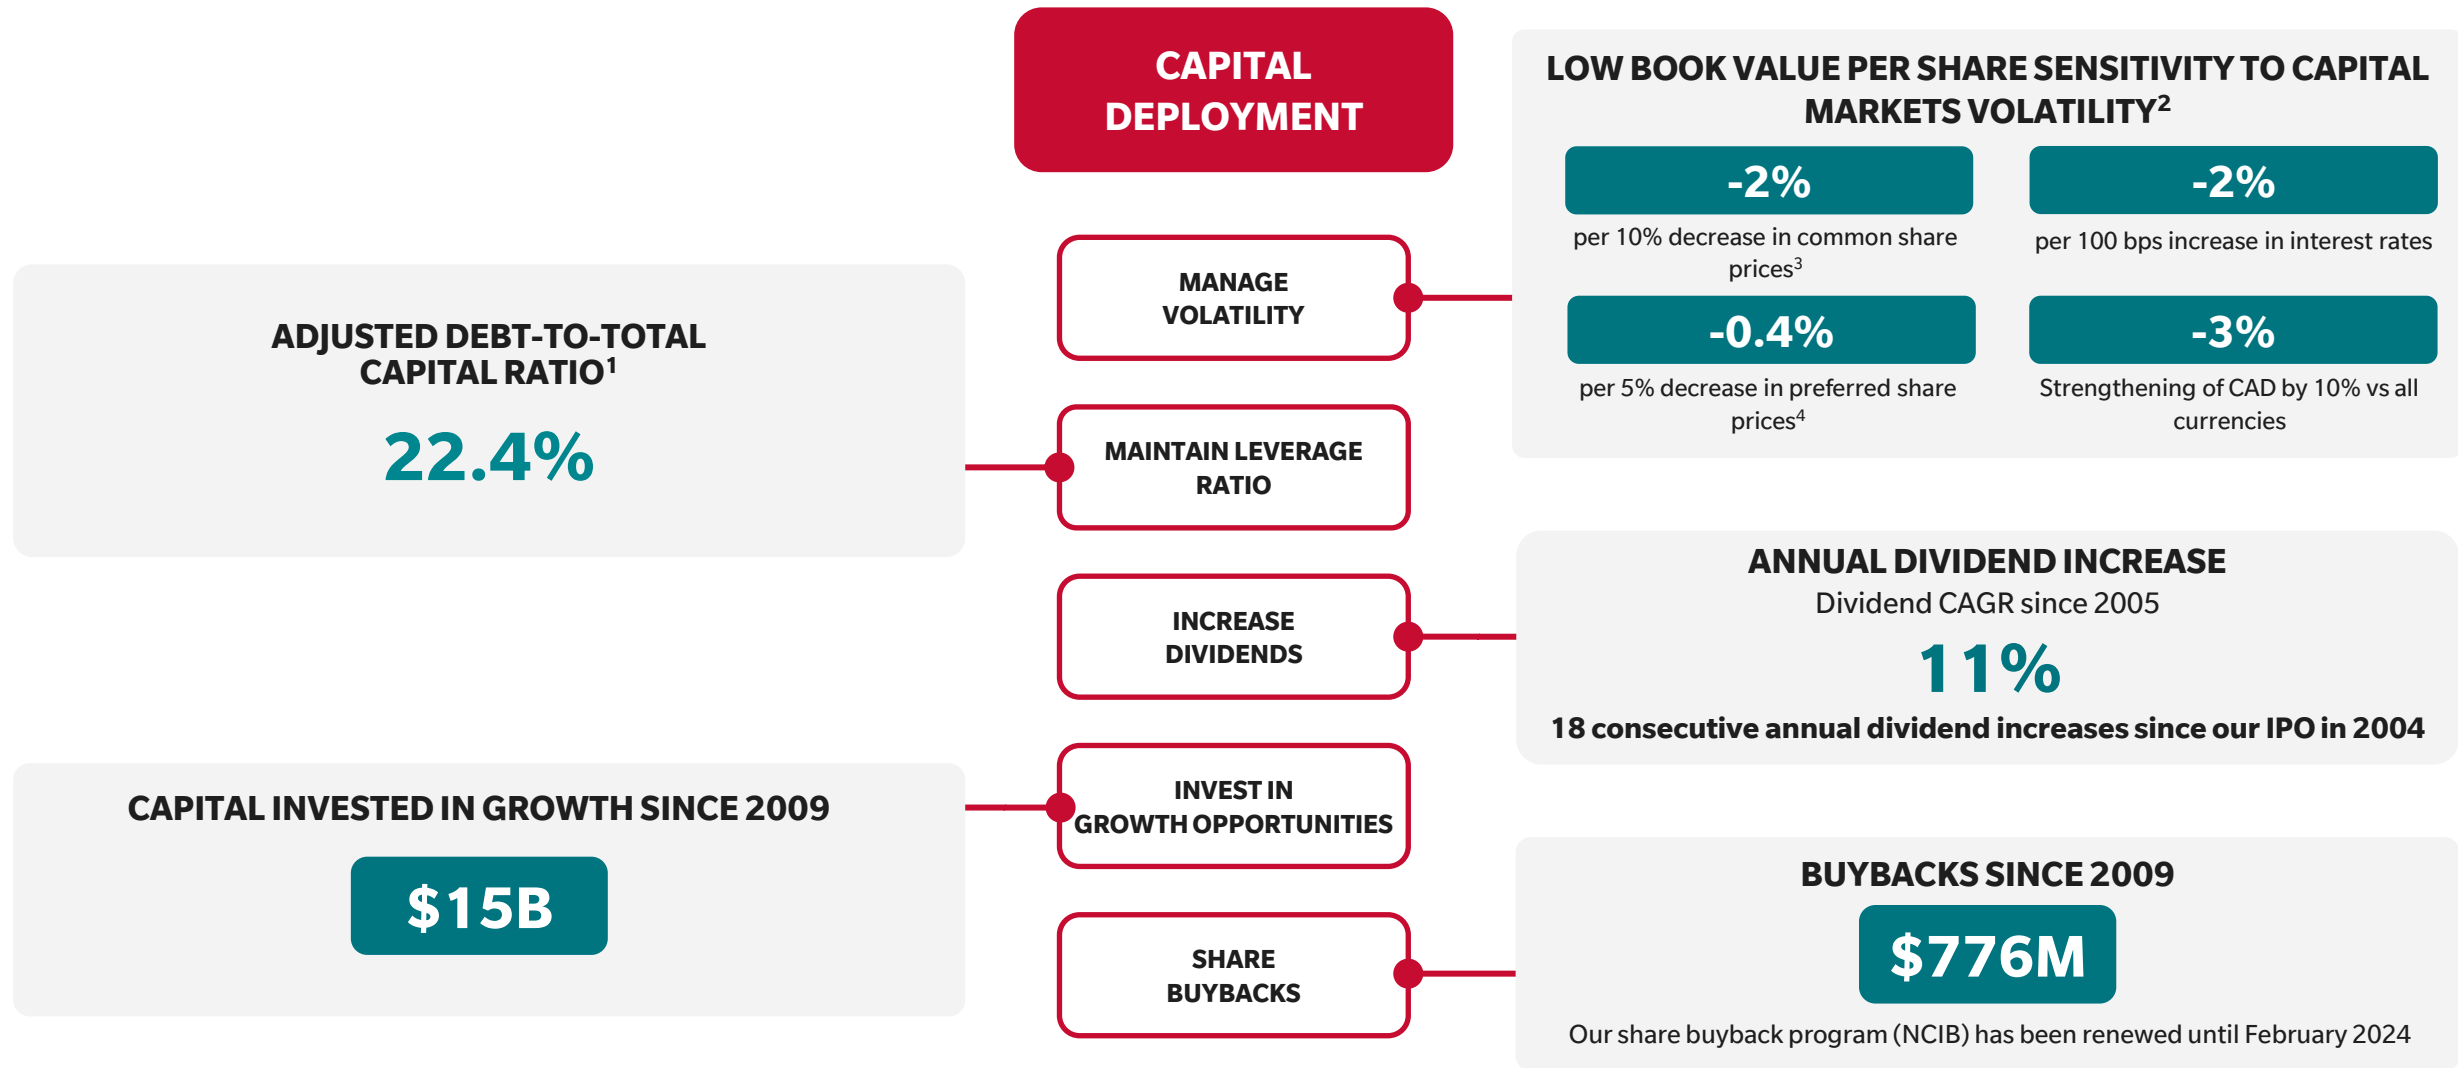 CAPITAL
DEPLOYMENT
LOW BOOK VALUE PER SHARE SENSITIVITY TO CAPITAL
MARKETS VOLATILITY²
-2%
per 10% decrease in common share
prices³
-2%
per 100 bps increase in interest rates
-0.4%
per 5% decrease in preferred share
prices⁴
-3%
Strengthening of CAD by 10% vs all
currencies
MANAGE
VOLATILITY
ADJUSTED DEBT-TO-TOTAL
CAPITAL RATIO¹
22.4%
MAINTAIN LEVERAGE
RATIO
INCREASE
DIVIDENDS
ANNUAL DIVIDEND INCREASE
Dividend CAGR since 2005
11%
18 consecutive annual dividend increases since our IPO in 2004
CAPITAL INVESTED IN GROWTH SINCE 2009
$15B
INVEST IN
GROWTH OPPORTUNITIES
SHARE
BUYBACKS
BUYBACKS SINCE 2009
$776M
Our share buyback program (NCIB) has been renewed until February 2024